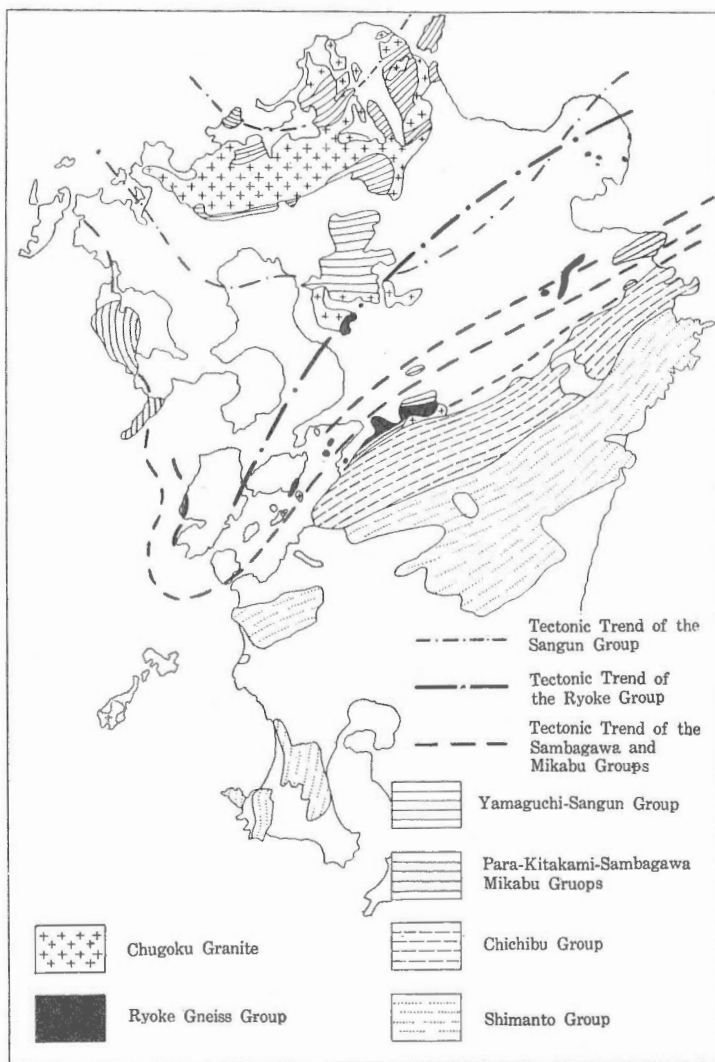 Tectonic Trend of the
Sangun Group
Tectonic Trend of
the Ryoke Group
Tectonic Trend of the
Sambagawa and
Mikabu Groups
Yamaguchi-Sangun Group
Para-Kitakami-Sambagawa
Mikabu Gruops
Chugoku Granite
Chichibu Group
Ryoke Gneiss Group
Shimanto Group